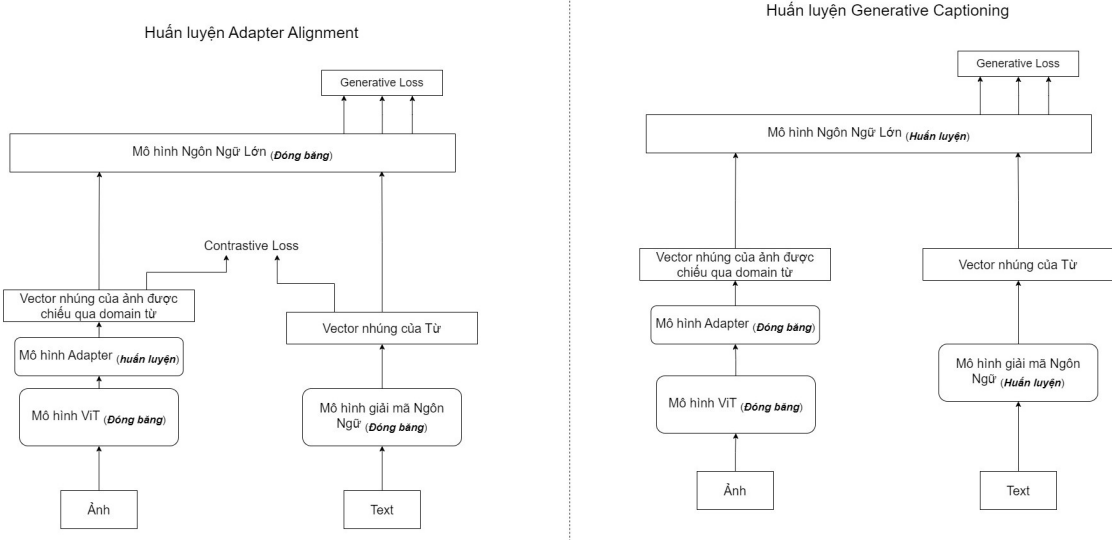 Huấn luyện Adapter Alignment
Generative Loss
Mô hình Ngôn Ngữ Lớn (Đóng băng)
Contrastive Loss
Vector nhúng của ảnh được
chiếu qua domain từ
Vector nhúng của Từ
Mô hình Adapter (huấn luyện)
Mô hình ViT (Đóng băng)
Mô hình giải mã Ngôn
Ngữ (Đóng băng)
Ảnh
Text
Huấn luyện Generative Captioning
Generative Loss
Mô hình Ngôn Ngữ Lớn (Huấn luyện)
Vector nhúng của ảnh được
chiếu qua domain từ
Vector nhúng của Từ
Mô hình Adapter (Đóng băng)
Mô hình giải mã Ngôn
Ngữ (Huấn luyện)
Mô hình ViT (Đóng băng)
Ảnh
Text